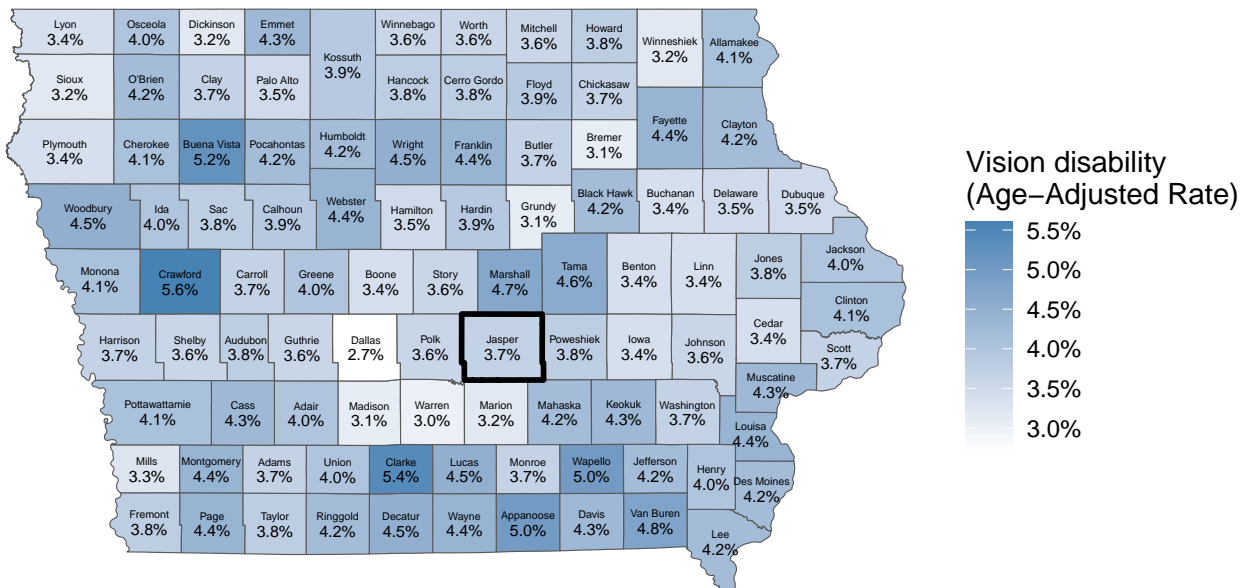 Lyon
3.4%
Osceola
4.0%
Dickinson
3.2%
Emmet
4.3%
Kossuth
3.9%
Winnebago
3.6%
Worth
3.6%
Mitchell
3.6%
Howard
3.8%
Winneshiek
3.2%
Allamakee
4.1%
Sioux
3.2%
O'Brien
4.2%
Clay
3.7%
Palo Alto
3.5%
Hancock
3.8%
Cerro Gordo
3.8%
Floyd
3.9%
Chickasaw
3.7%
Fayette
4.4%
Clayton
4.2%
Plymouth
3.4%
Cherokee
4.1%
Buena Vista
5.2%
Pocahontas
4.2%
Humboldt
4.2%
Wright
4.5%
Franklin
4.4%
Butler
3.7%
Bremer
3.1%
Woodbury
4.5%
Ida
4.0%
Sac
3.8%
Calhoun
3.9%
Webster
4.4%
Hamilton
3.5%
Hardin
3.9%
Grundy
3.1%
Black Hawk
4.2%
Buchanan
3.4%
Delaware
3.5%
Dubuque
3.5%
Monona
4.1%
Crawford
5.6%
Carroll
3.7%
Greene
4.0%
Boone
3.4%
Story
3.6%
Marshall
4.7%
Tama
4.6%
Benton
3.4%
Linn
3.4%
Jones
3.8%
Jackson
4.0%
Clinton
4.1%
Harrison
3.7%
Shelby
3.6%
Audubon
3.8%
Guthrie
3.6%
Dallas
2.7%
Polk
3.6%
Jasper
3.7%
Poweshiek
3.8%
Iowa
3.4%
Johnson
3.6%
Cedar
3.4%
Scott
3.7%
Muscatine
4.3%
Pottawattamie
4.1%
Cass
4.3%
Adair
4.0%
Madison
3.1%
Warren
3.0%
Marion
3.2%
Mahaska
4.2%
Keokuk
4.3%
Washington
3.7%
Louisa
4.4%
Mills
3.3%
Montgomery
4.4%
Adams
3.7%
Union
4.0%
Clarke
5.4%
Lucas
4.5%
Monroe
3.7%
Wapello
5.0%
Jefferson
4.2%
Henry
4.0%
Des Moines
4.2%
Fremont
3.8%
Page
4.4%
Taylor
3.8%
Ringgold
4.2%
Decatur
4.5%
Wayne
4.4%
Appanoose
5.0%
Davis
4.3%
Van Buren
4.8%
Lee
4.2%
Vision disability
(Age−Adjusted Rate)
5.5%
5.0%
4.5%
4.0%
3.5%
3.0%